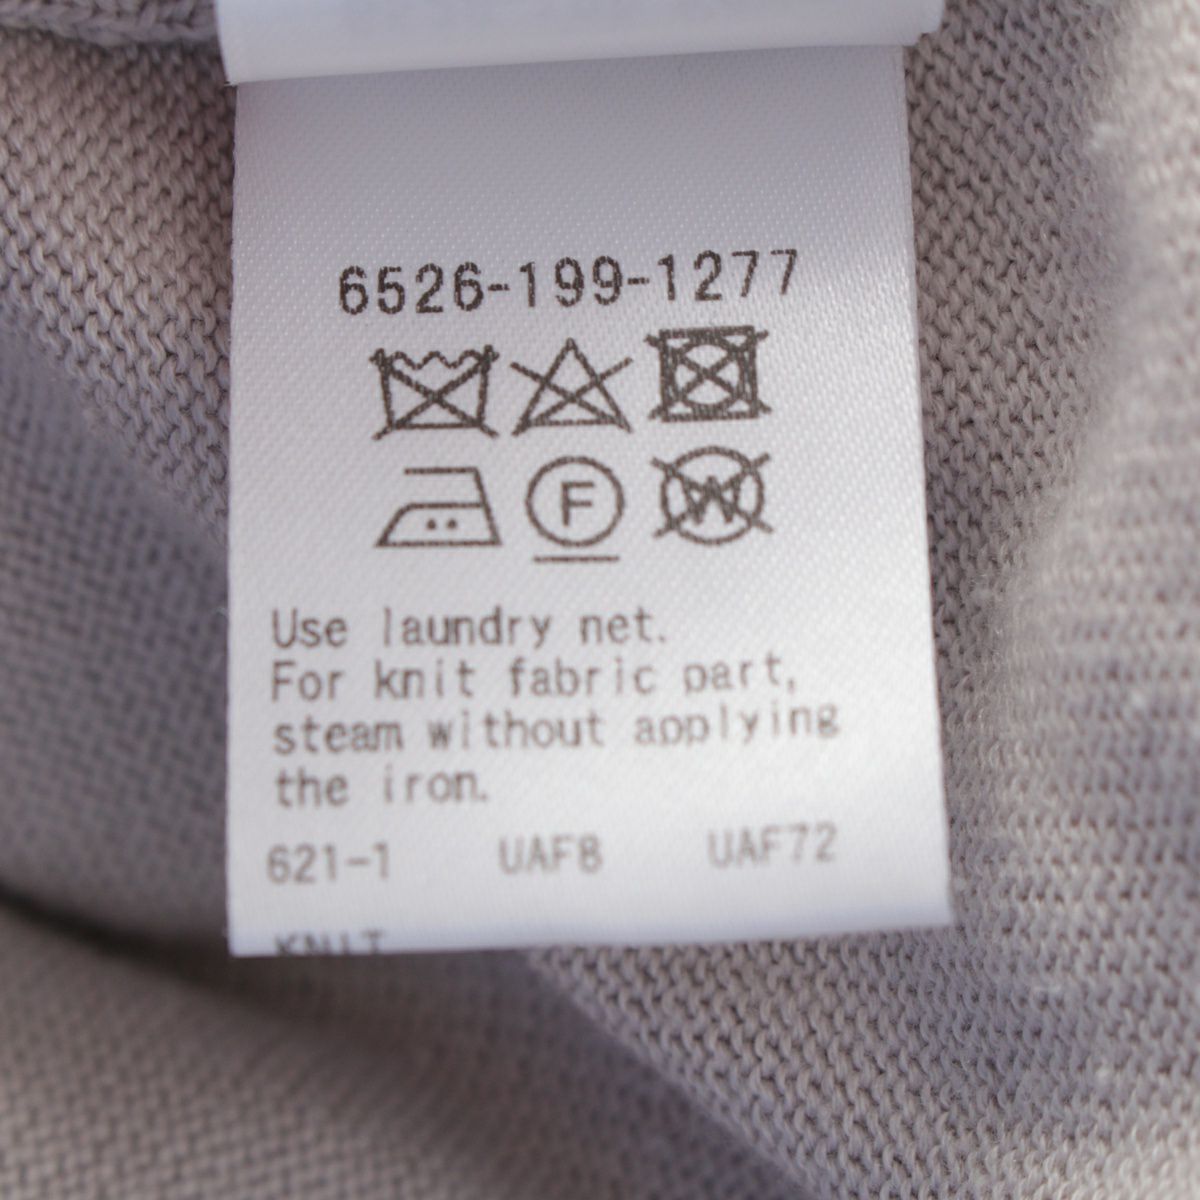 6526-199-1277
F W
Use laundry net.
For knit fabric part,
steam without applying
the iron.
621-1 UAF8 UAF72
KNIT